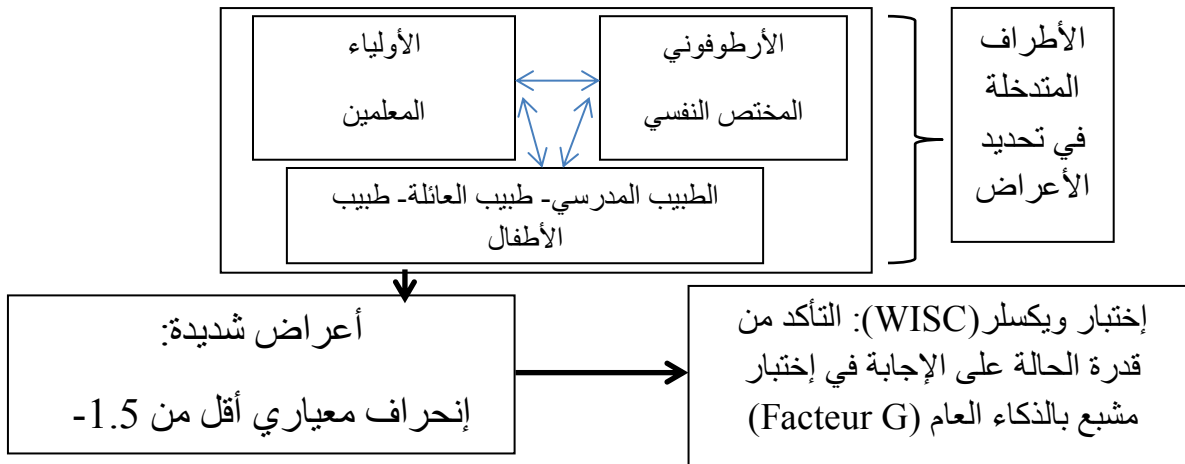 الأطراف
المتدخلة
في تحديد
الأعراض
الأرطوفوني
المختص النفسي
الأولياء
المعلمين
الطبيب المدرسي- طبيب العائلة- طبيب
الأطفال
أعراض شديدة:
إنحراف معياري أقل من 1.5-
إختبار ويكسلر(WISC): التأكد من
قدرة الحالة على الإجابة في إختبار
مشبع بالذكاء العام (Facteur G)